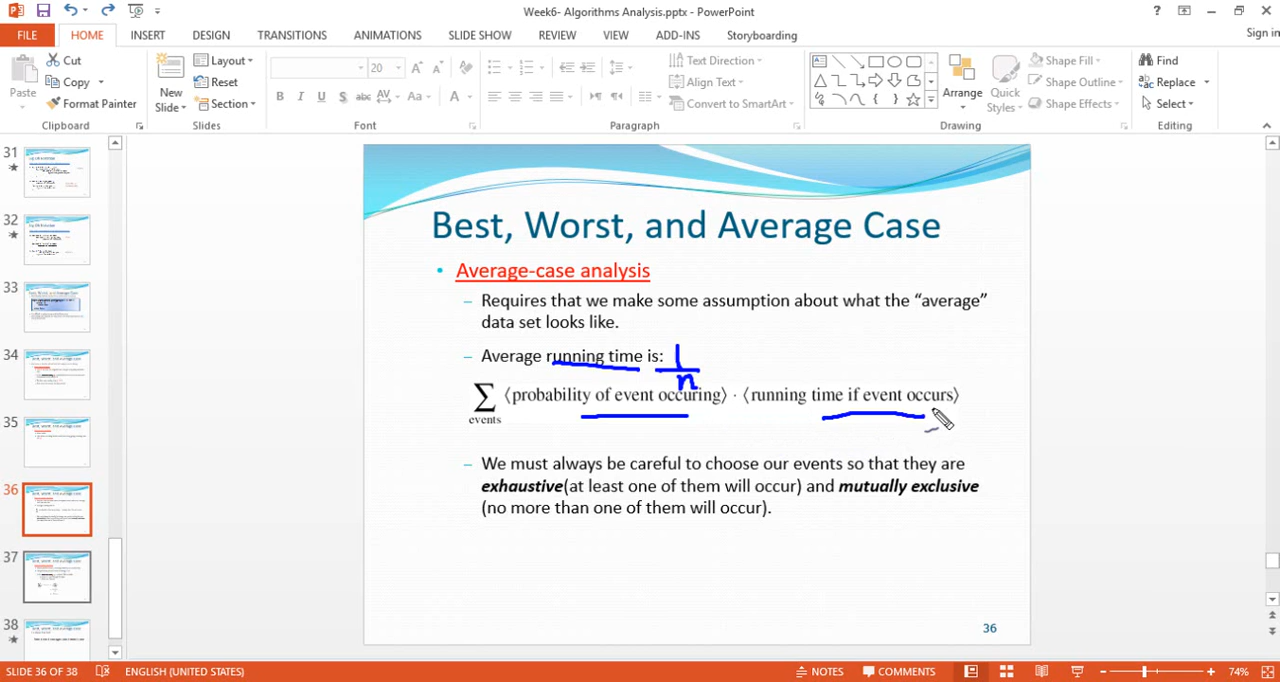 Week6- Algorithms Analysis.pptx - PowerPoint
?
Sign in
FILE HOME INSERT DESIGN TRANSITIONS ANIMATIONS SLIDE SHOW REVIEW VIEW ADD-INS Storyboarding
Paste
Cut
Copy
Format Painter
Clipboard
New
Slide
Layout
Reset
Section
Slides
20
B I U S abc AV Aa A
Font
Text Direction
Align Text
Convert to SmartArt
Paragraph
Arrange
Quick
Styles
Shape Fill
Shape Outline
Shape Effects
Drawing
Find
Replace
Select
Editing
31
32
33
34
35
36
37
38
Best, Worst, and Average Case
• Average-case analysis
– Requires that we make some assumption about what the “average”
data set looks like.
– Average running time is:
1
n
∑ ⟨probability of event occuring⟩ · ⟨running time if event occurs⟩
events
– We must always be careful to choose our events so that they are
exhaustive(at least one of them will occur) and mutually exclusive
(no more than one of them will occur).
36
SLIDE 36 OF 38 ENGLISH (UNITED STATES) NOTES COMMENTS 74%